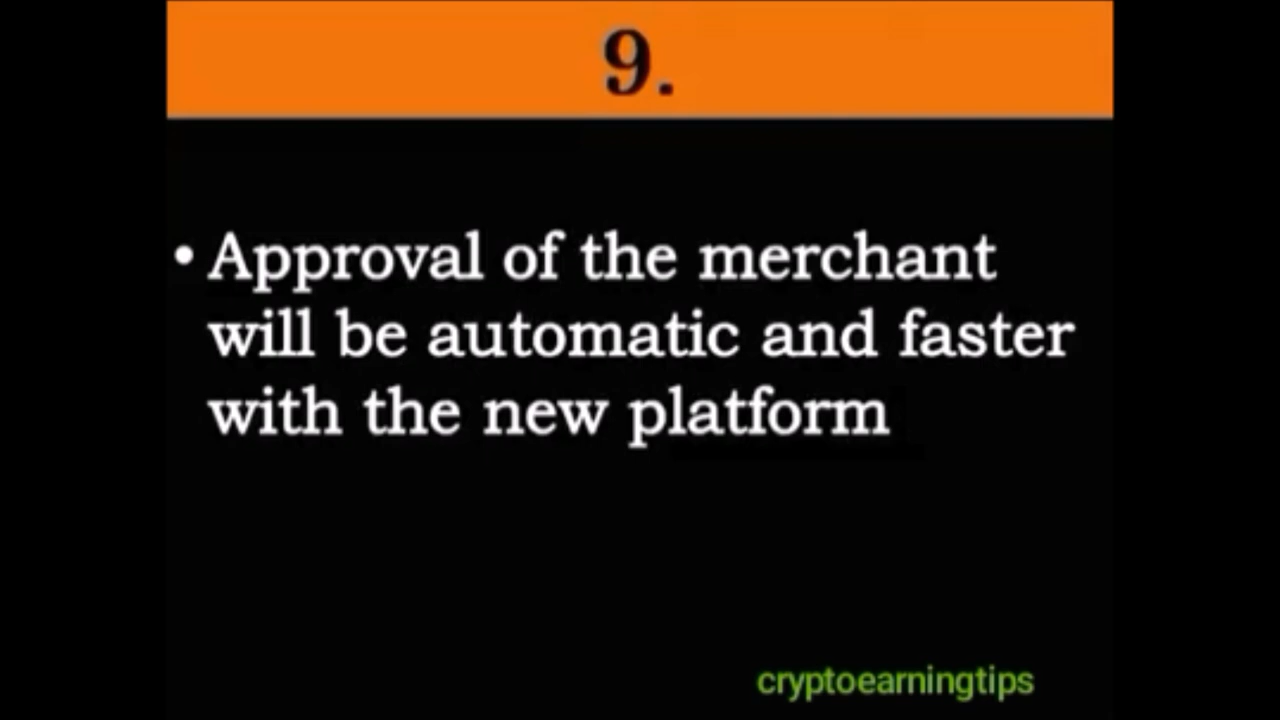 9.
• Approval of the merchant
will be automatic and faster
with the new platform
cryptoearningtips